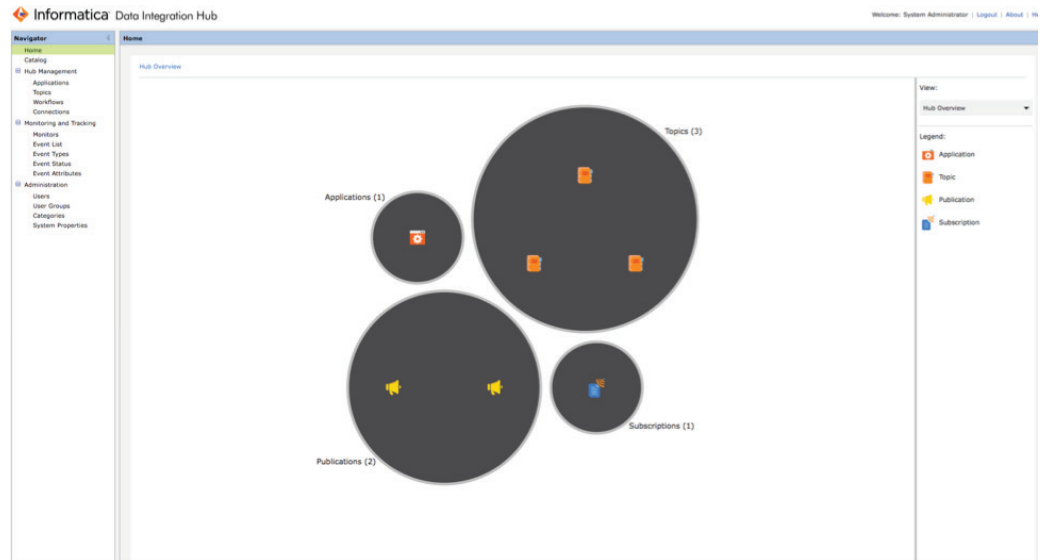 Informatica Data Integration Hub
Welcome: System Administrator | Logout | About |
Navigator
Home
Catalog
Hub Management
Applications
Topics
Workflows
Connections
Monitoring and Tracking
Monitors
Event List
Event Types
Event Status
Event Attributes
Administration
Users
User Groups
Categories
System Properties
Home
Hub Overview
Topics (3)
Applications (1)
Publications (2)
Subscriptions (1)
View:
Hub Overview
Legend:
Application
Topic
Publication
Subscription